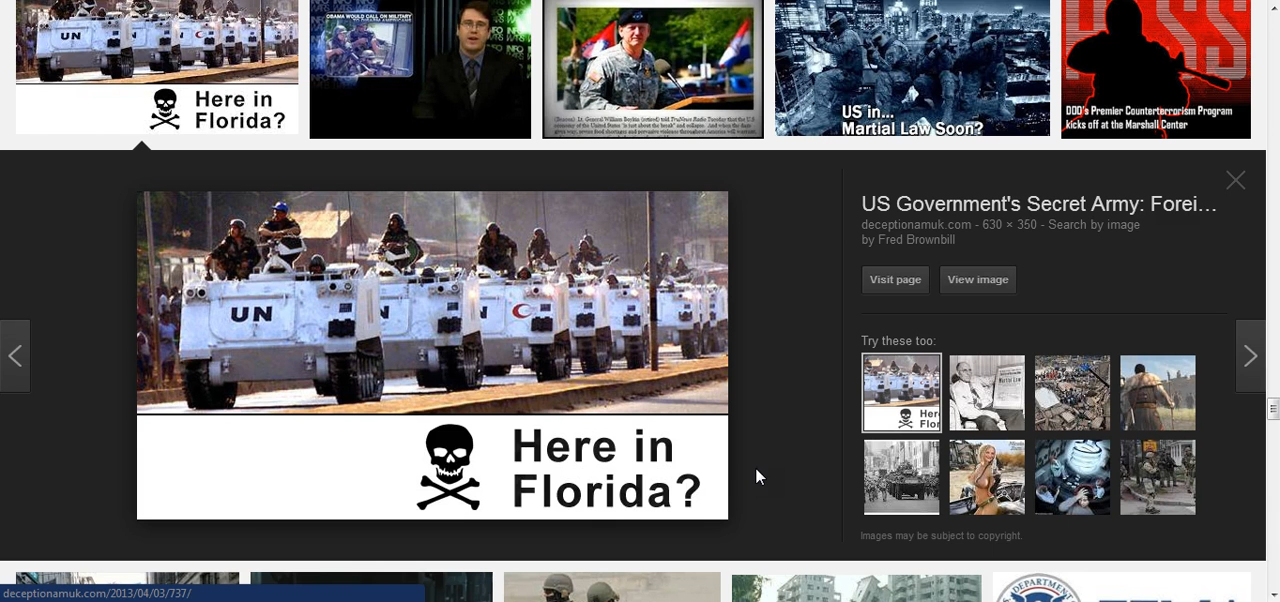 UN
Here in
Florida?
OBAMA WOULD CALL ON MILITARY
US in...
Martial Law Soon?
DOD's Premier Counterterrorism Program
kicks off at the Marshall Center
UN
Here in
Florida?
US Government's Secret Army: Forei...
deceptionamuk.com - 630 × 350 - Search by image
by Fred Brownbill
Visit page
View image
Try these too:
Images may be subject to copyright.
deceptionamuk.com/2013/04/03/737/